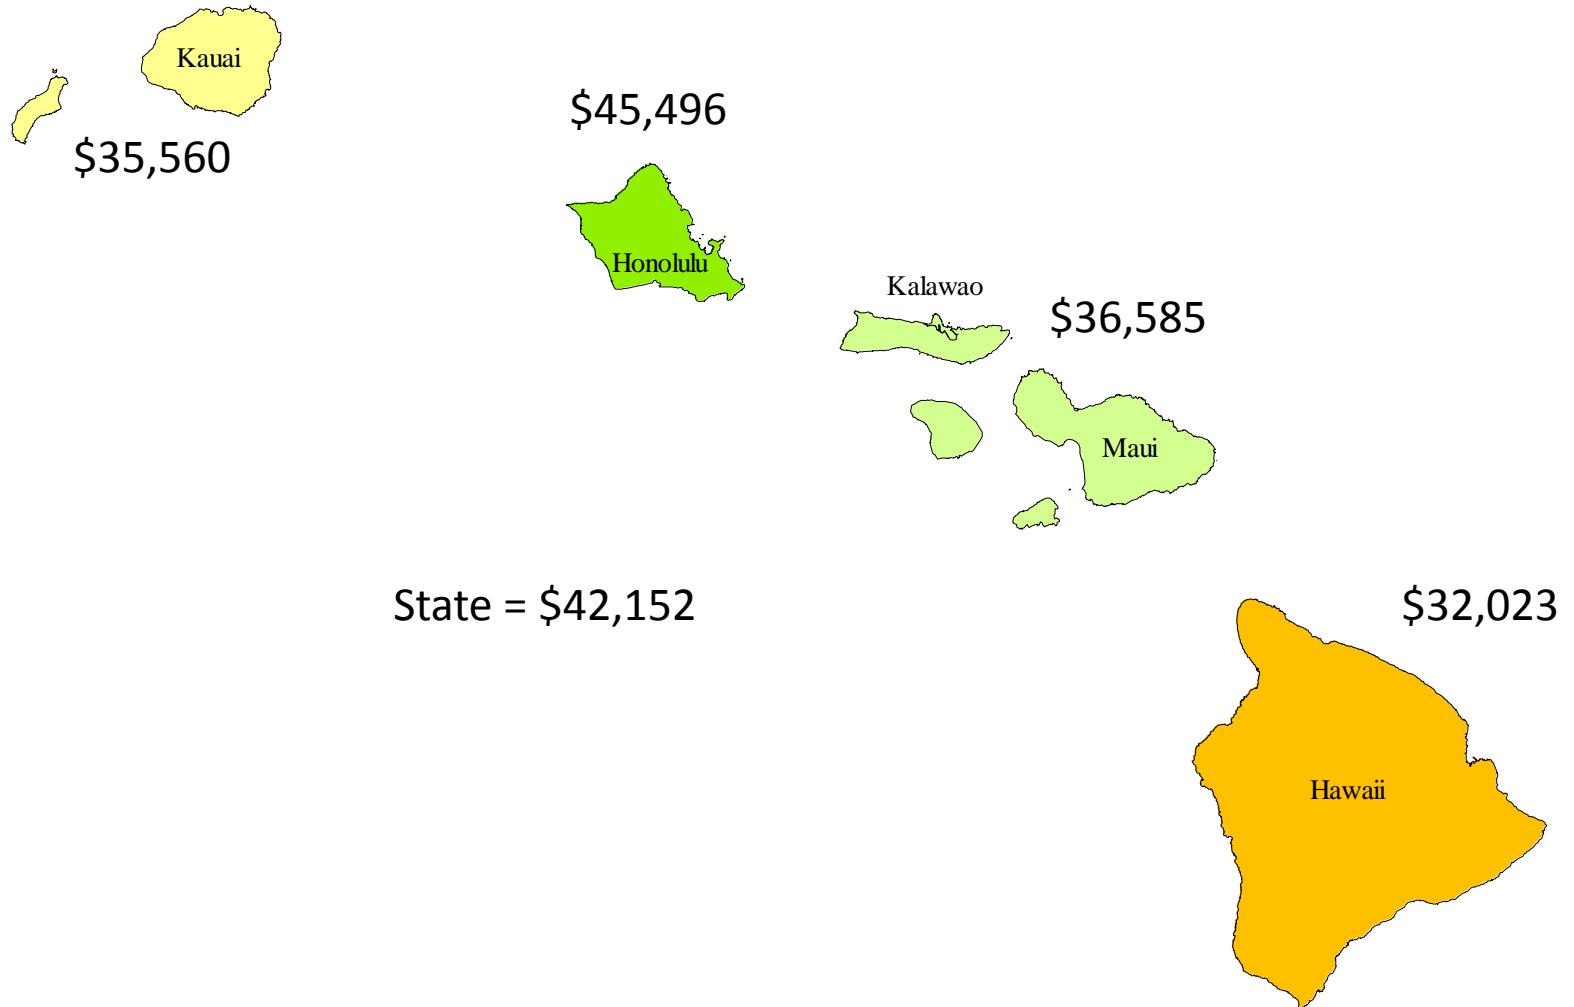 Kauai
$35,560
$45,496
Honolulu
Kalawao
$36,585
Maui
State = $42,152
$32,023
Hawaii